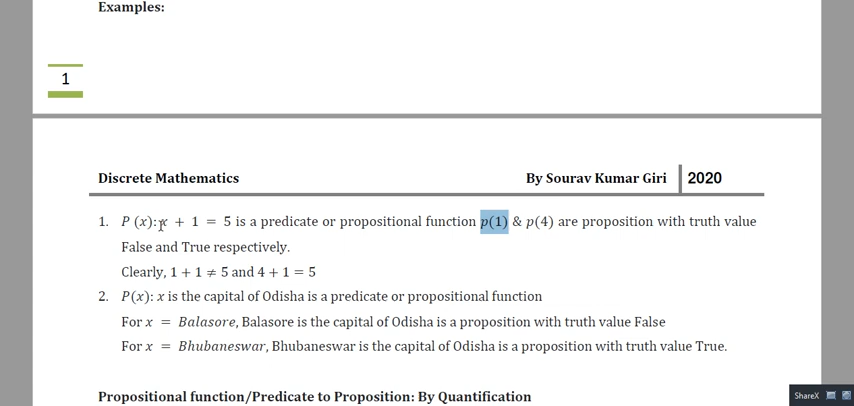 Examples:
1
Discrete Mathematics By Sourav Kumar Giri 2020
1. P (x): x + 1 = 5 is a predicate or propositional function p(1) & p(4) are proposition with truth value
False and True respectively.
Clearly, 1 + 1 ≠ 5 and 4 + 1 = 5
2. P(x): x is the capital of Odisha is a predicate or propositional function
For x = Balasore, Balasore is the capital of Odisha is a proposition with truth value False
For x = Bhubaneswar, Bhubaneswar is the capital of Odisha is a proposition with truth value True.
Propositional function/Predicate to Proposition: By Quantification
ShareX